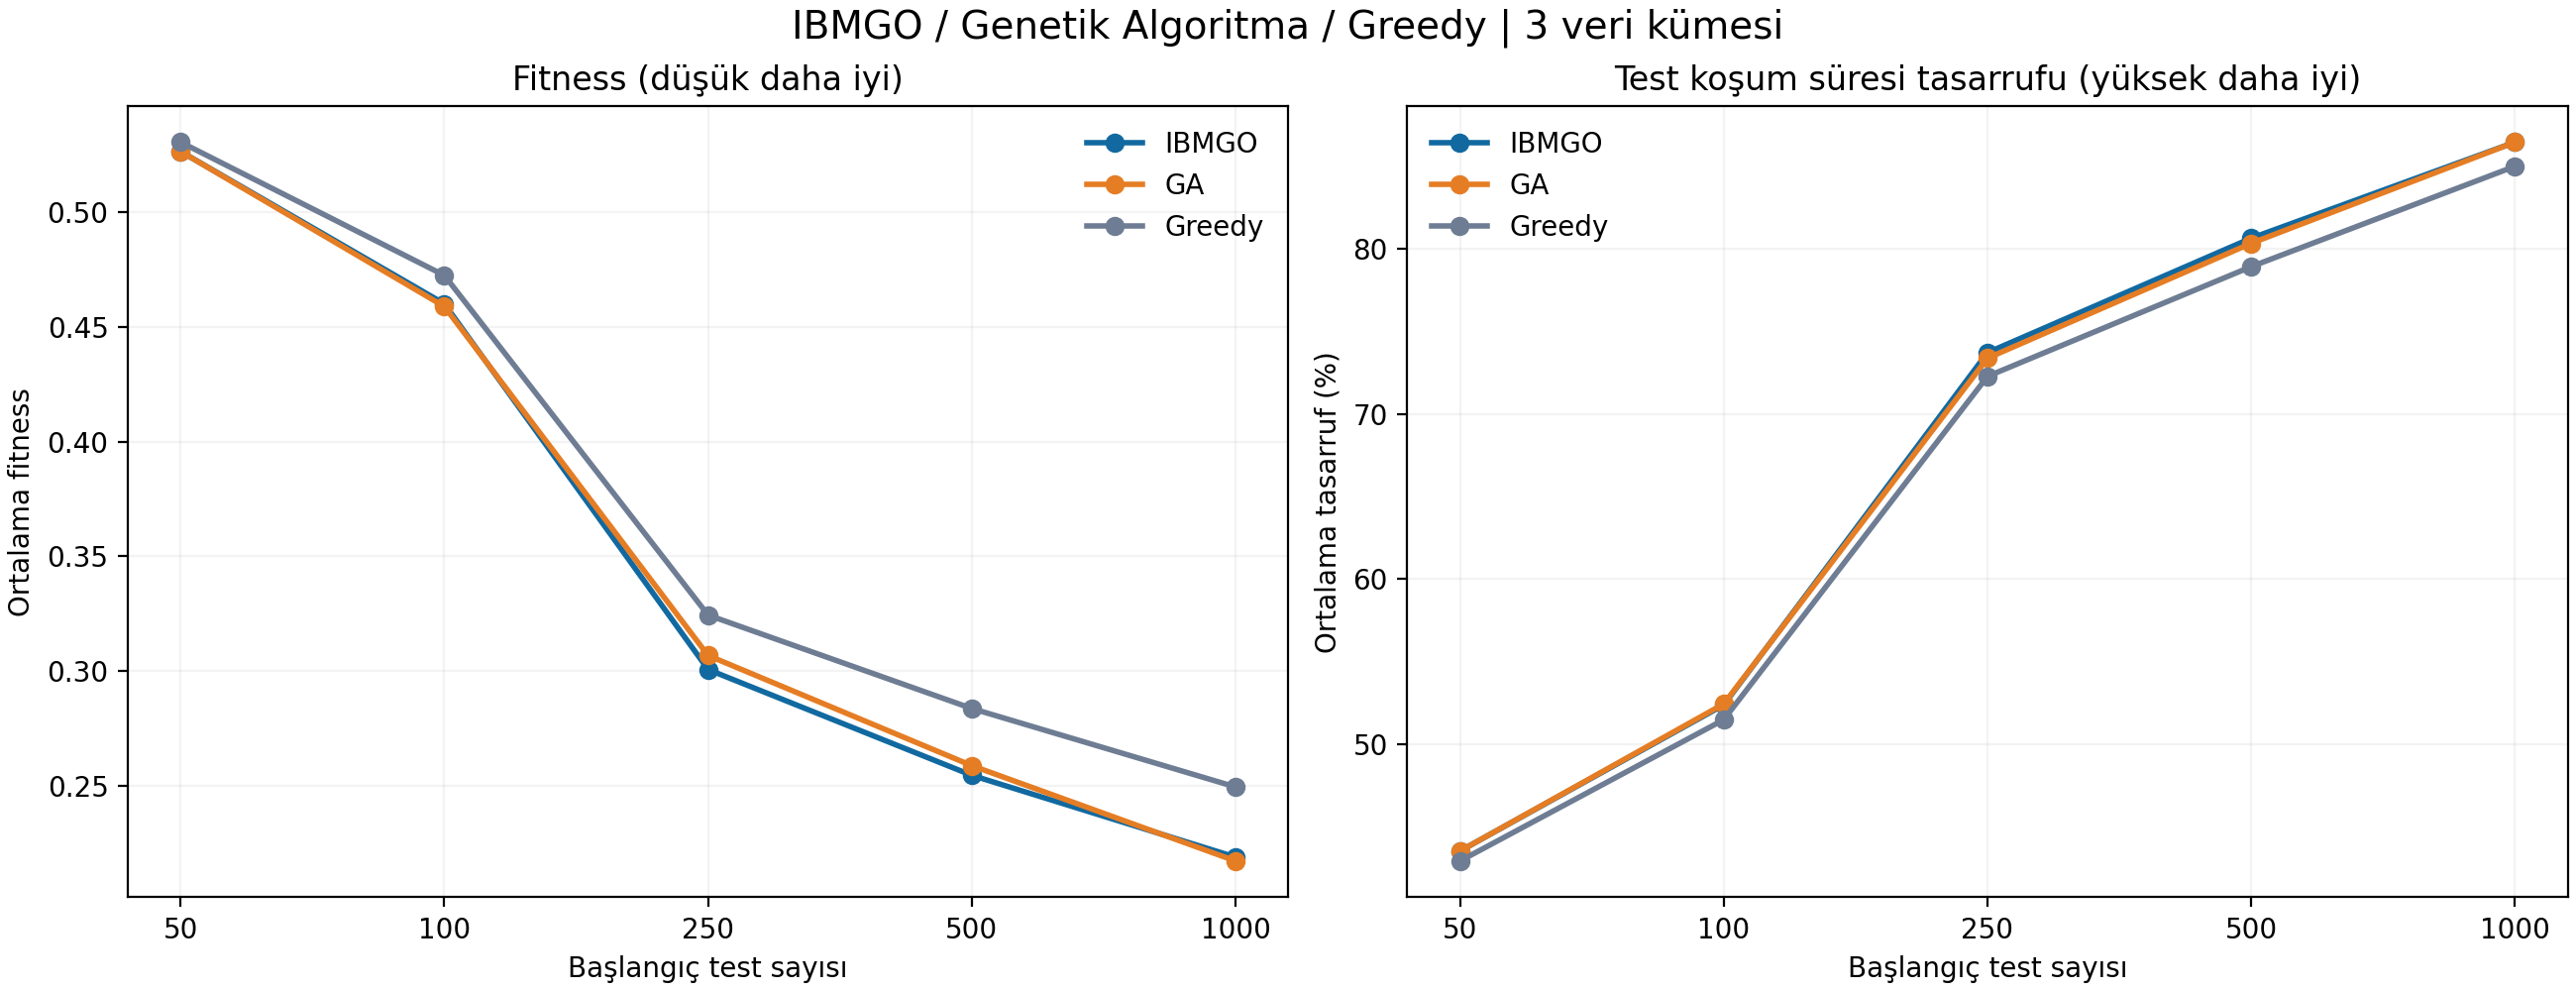 IBMGO / Genetik Algoritma / Greedy | 3 veri kümesi
Fitness (düşük daha iyi)
IBMGO
GA
Greedy
Ortalama fitness
0.50
0.45
0.40
0.35
0.30
0.25
50 100 250 500 1000
Başlangıç test sayısı
Test koşum süresi tasarrufu (yüksek daha iyi)
IBMGO
GA
Greedy
Ortalama tasarruf (%)
80
70
60
50
50 100 250 500 1000
Başlangıç test sayısı